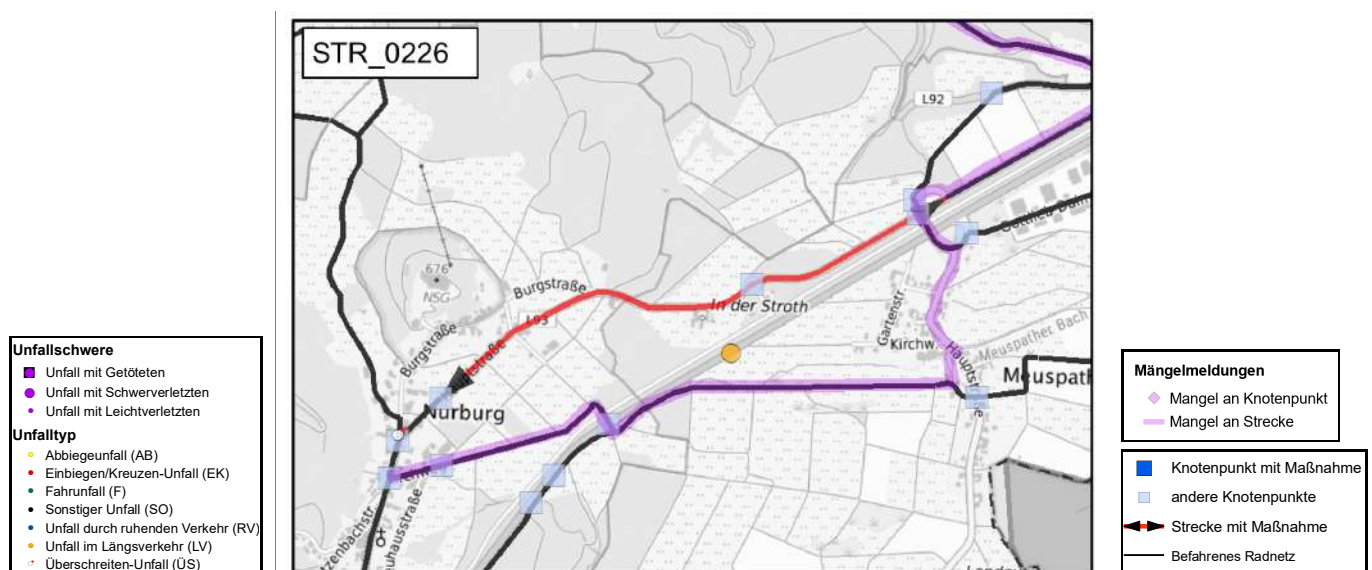 STR_0226
L92
676
NSG
Burgstraße
L93
In der Stroth
Burgstraße
Nürburg
Gartenstr
Kirchw.
Hauptstraße
Meuspather Bach
Meuspath
Unfallschwere
Unfall mit Getöteten
Unfall mit Schwerverletzten
Unfall mit Leichtverletzten
Unfalltyp
Abbiegeunfall (AB)
Einbiegen/Kreuzen-Unfall (EK)
Fahrunfall (F)
Sonstiger Unfall (SO)
Unfall durch ruhenden Verkehr (RV)
Unfall im Längsverkehr (LV)
Überschreiten-Unfall (ÜS)
Mängelmeldungen
Mangel an Knotenpunkt
Mangel an Strecke
Knotenpunkt mit Maßnahme
andere Knotenpunkte
Strecke mit Maßnahme
Befahrenes Radnetz